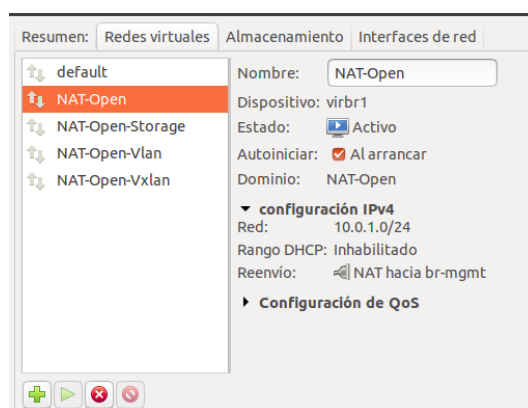 Resumen: Redes virtuales Almacenamiento Interfaces de red
default
NAT-Open
NAT-Open-Storage
NAT-Open-Vlan
NAT-Open-Vxlan
Nombre: NAT-Open
Dispositivo: virbr1
Estado: Activo
Autoiniciar: Al arrancar
Dominio: NAT-Open
configuración IPv4
Red: 10.0.1.0/24
Rango DHCP: Inhabilitado
Reenvío: NAT hacia br-mgmt
Configuración de QoS